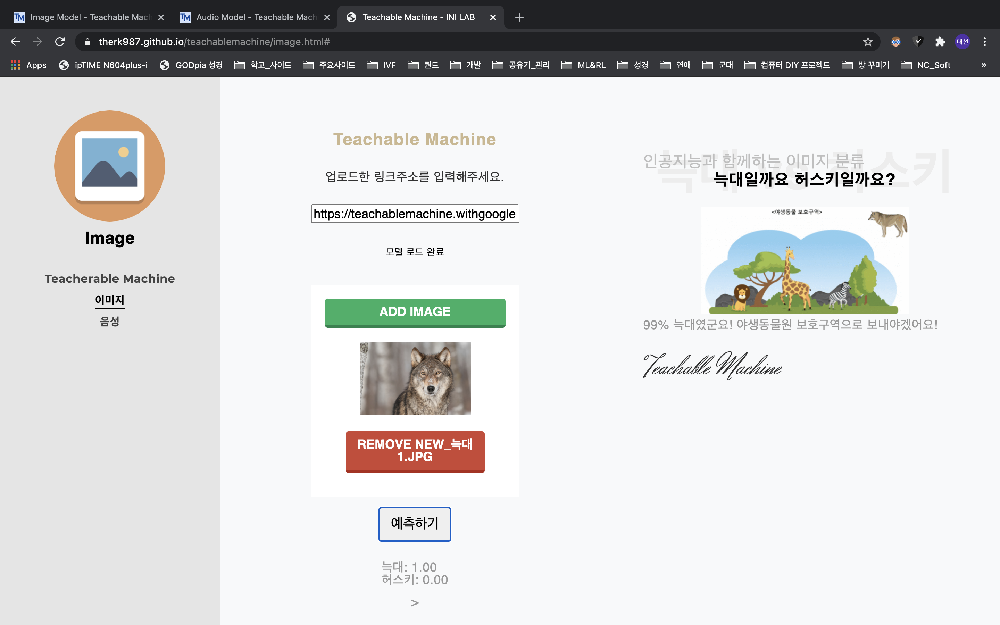 Image Model - Teachable Mach
Audio Model - Teachable Mach
Teachable Machine - INI LAB
therk987.github.io/teachablemachine/image.html#
대선
Apps
ipTIME N604plus-i
GODpia 성경
학교_사이트
주요사이트
IVF
퀀트
개발
공유기_관리
ML&RL
성경
연애
군대
컴퓨터 DIY 프로젝트
방 꾸미기
NC_Soft
»
Image
Teacherable Machine
이미지
음성
Teachable Machine
업로드한 링크주소를 입력해주세요.
https://teachablemachine.withgoogle
모델 로드 완료
ADD IMAGE
REMOVE NEW_늑대
1.JPG
예측하기
늑대: 1.00
허스키: 0.00
>
늑대 vs 허스키
인공지능과 함께하는 이미지 분류
늑대일까요 허스키일까요?
<야생동물 보호구역>
99% 늑대였군요! 야생동물원 보호구역으로 보내야겠어요!
Teachable Machine